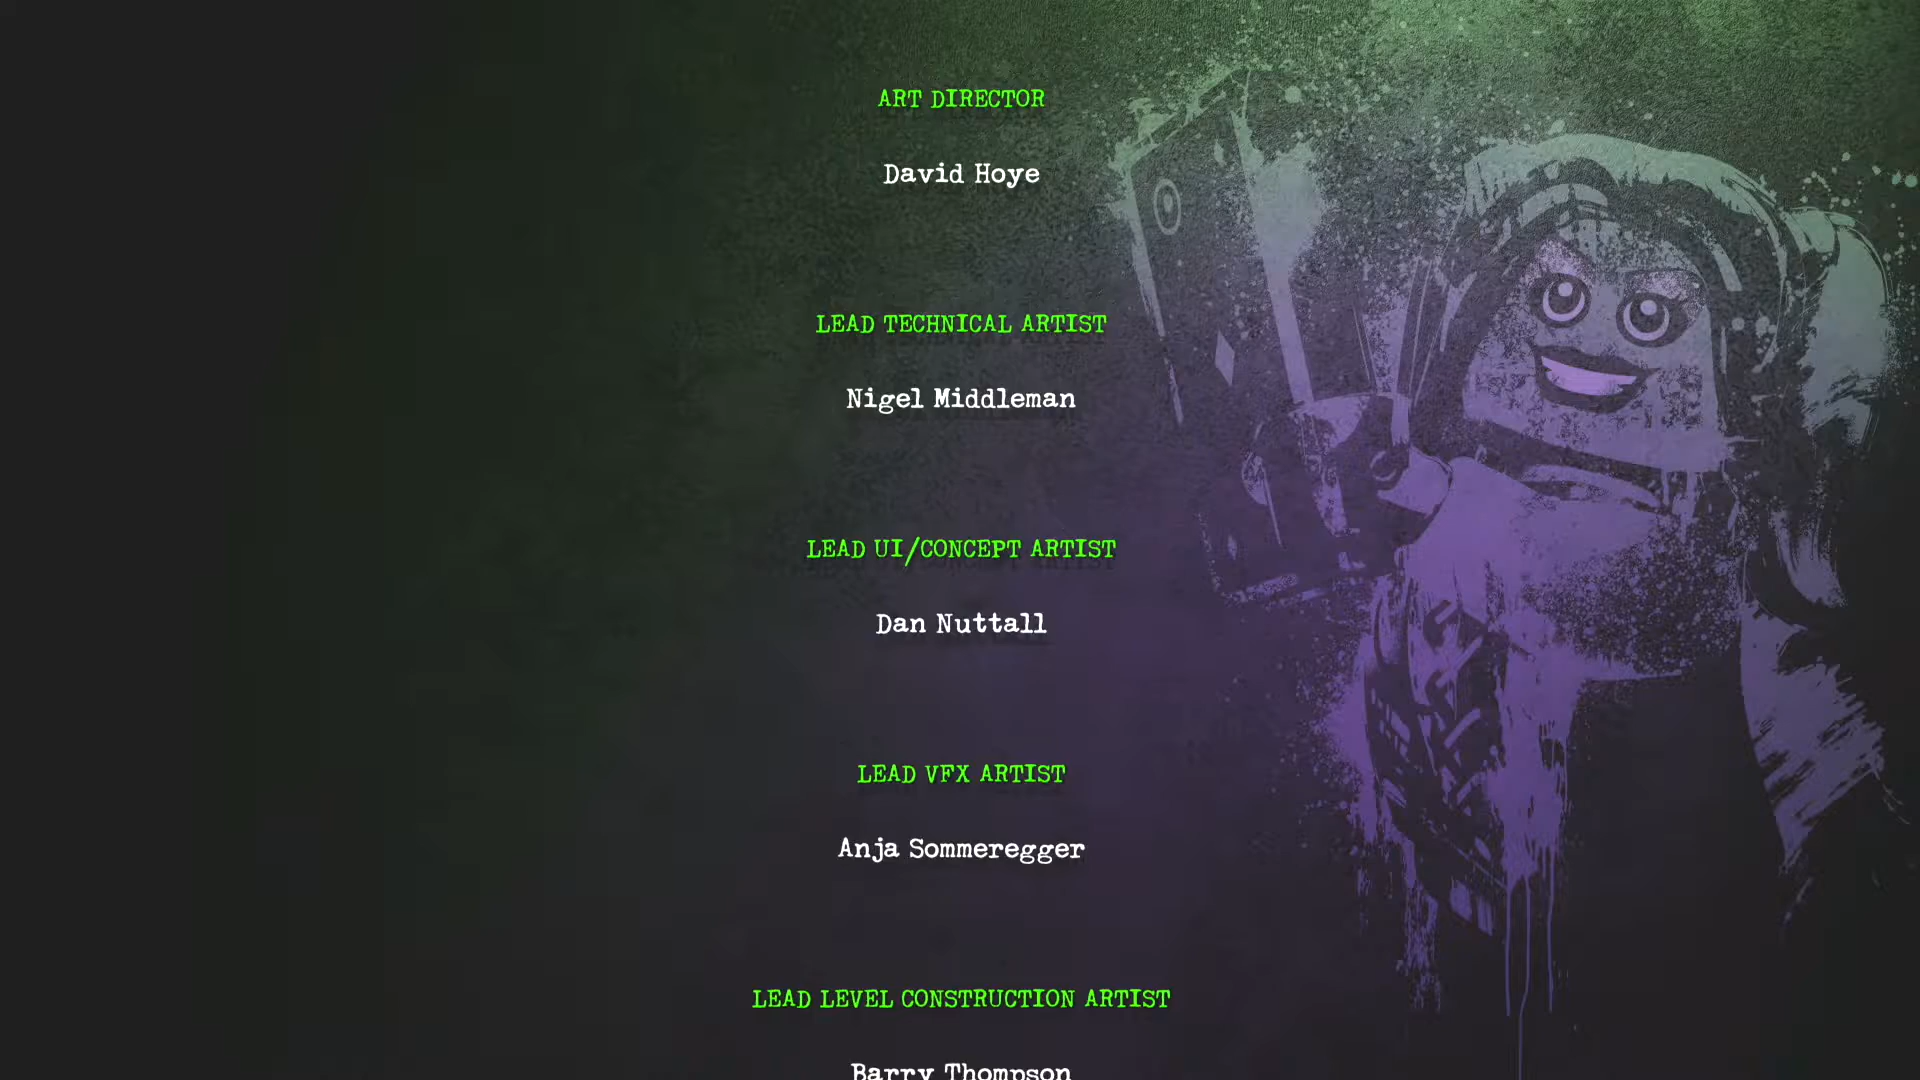 ART DIRECTOR
David Hoye
LEAD TECHNICAL ARTIST
Nigel Middleman
LEAD UI/CONCEPT ARTIST
Dan Nuttall
LEAD VFX ARTIST
Anja Sommeregger
LEAD LEVEL CONSTRUCTION ARTIST
Barry Thompson